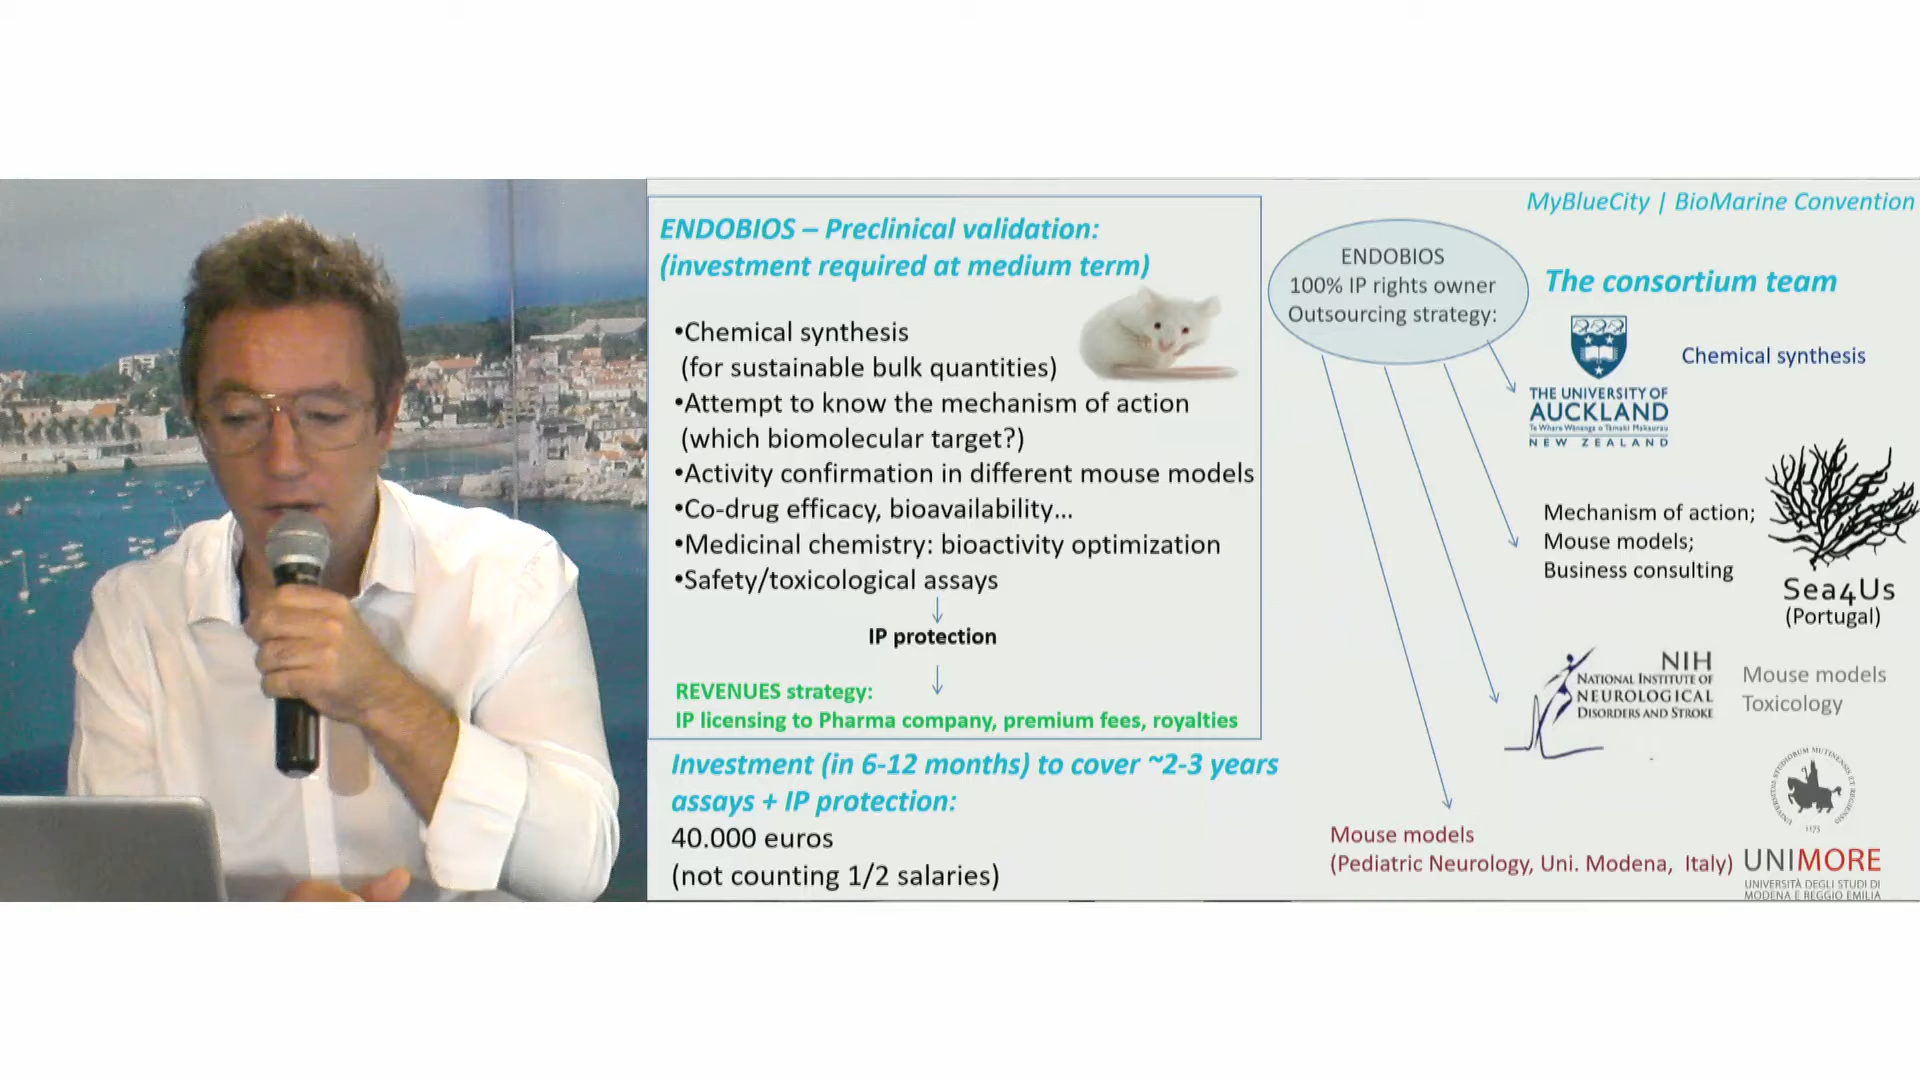 MyBlueCity | BioMarine Convention
ENDOBIOS – Preclinical validation:
(investment required at medium term)
•Chemical synthesis
(for sustainable bulk quantities)
•Attempt to know the mechanism of action
(which biomolecular target?)
•Activity confirmation in different mouse models
•Co-drug efficacy, bioavailability...
•Medicinal chemistry: bioactivity optimization
•Safety/toxicological assays
IP protection
REVENUES strategy:
IP licensing to Pharma company, premium fees, royalties
Investment (in 6-12 months) to cover ~2-3 years
assays + IP protection:
40.000 euros
(not counting 1/2 salaries)
ENDOBIOS
100% IP rights owner
Outsourcing strategy:
The consortium team
THE UNIVERSITY OF
AUCKLAND
Te Whare Wānanga o Tāmaki Makaurau
NEW ZEALAND
Chemical synthesis
Mechanism of action;
Mouse models;
Business consulting
Sea4Us
(Portugal)
NIH
NATIONAL INSTITUTE OF
NEUROLOGICAL
DISORDERS AND STROKE
Mouse models
Toxicology
Mouse models
(Pediatric Neurology, Uni. Modena, Italy)
1175
UNIMORE
UNIVERSITÀ DEGLI STUDI DI
MODENA E REGGIO EMILIA